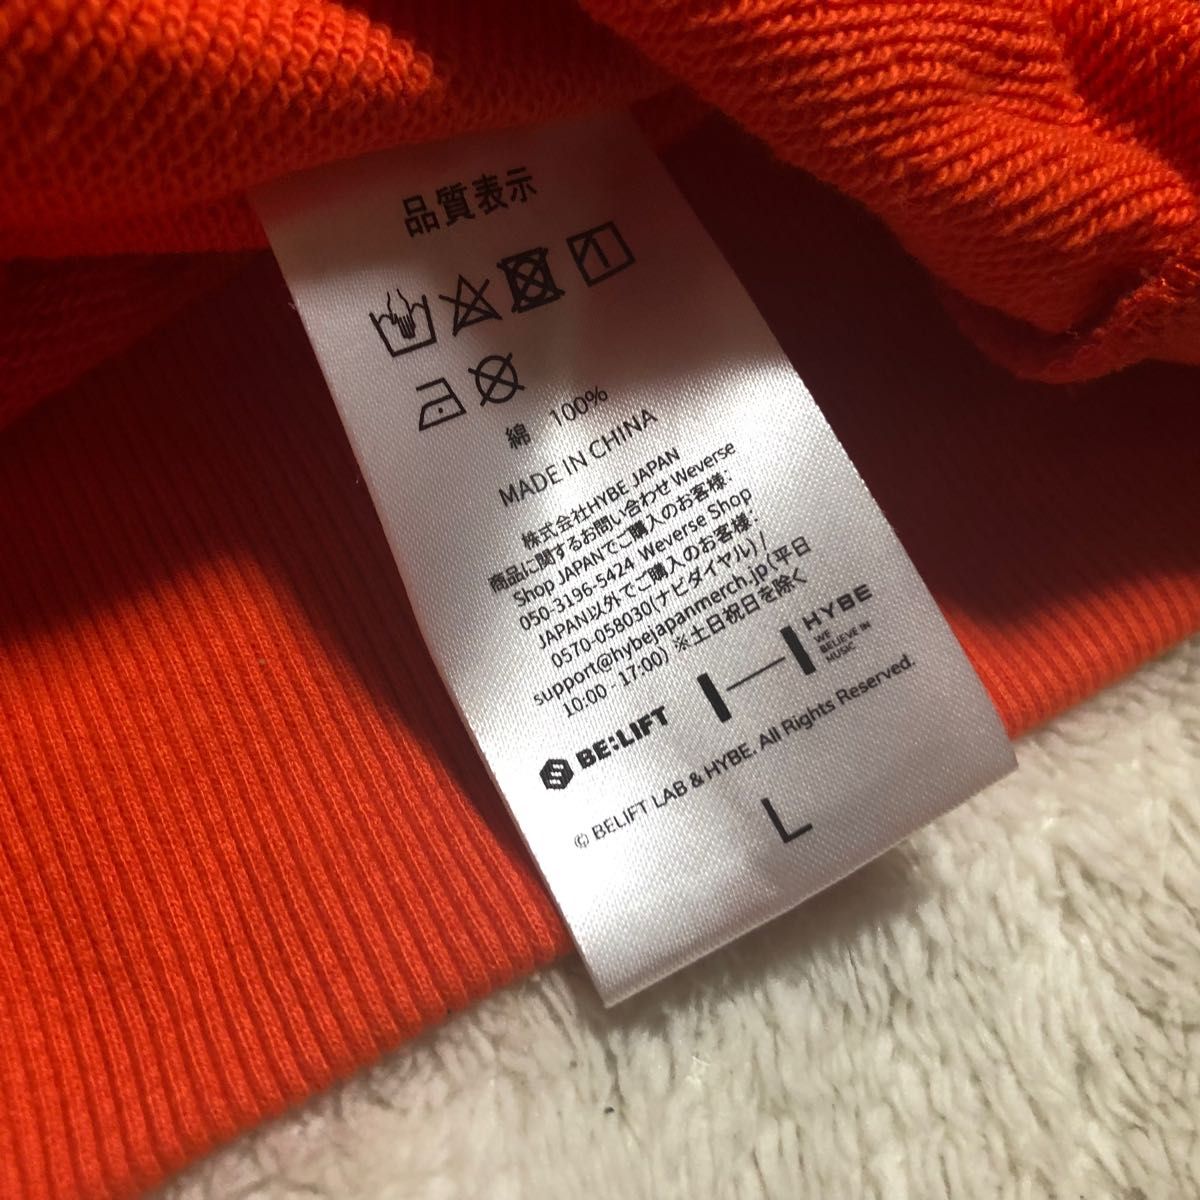 品質表示
綿 100%
MADE IN CHINA
株式会社HYBE JAPAN
商品に関するお問い合わせ Weverse
Shop JAPANでご購入のお客様:
050-3196-5424 Weverse Shop
JAPAN以外でご購入のお客様:
0570-058030(ナビダイヤル)/
support@hybejapanmerch.jp(平日
10:00 - 17:00) ※土日祝日を除く
BE:LIFT
HYBE
WE
BELIEVE IN
MUSIC
© BELIFT LAB & HYBE. All Rights Reserved.
L